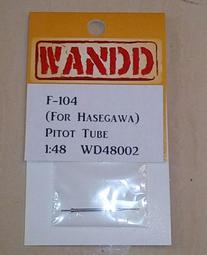 WANDD
F-104
(For Hasegawa)
Pitot Tube
1:48 WD48002